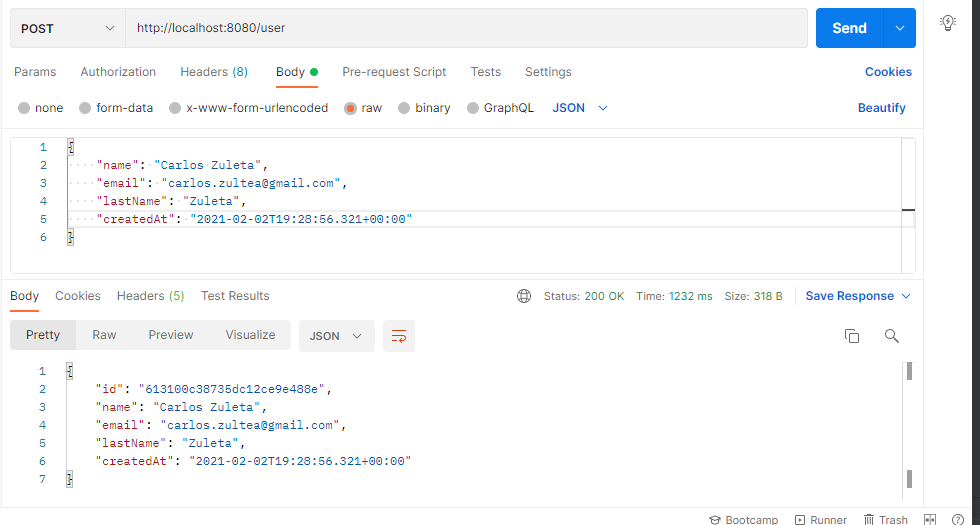 POST http://localhost:8080/user Send
Params Authorization Headers (8) Body Pre-request Script Tests Settings Cookies
none form-data x-www-form-urlencoded raw binary GraphQL JSON Beautify
1 {
2 "name": "Carlos Zuleta",
3 "email": "carlos.zultea@gmail.com",
4 "lastName": "Zuleta",
5 "createdAt": "2021-02-02T19:28:56.321+00:00"
6 }
Body Cookies Headers (5) Test Results Status: 200 OK Time: 1232 ms Size: 318 B Save Response
Pretty Raw Preview Visualize JSON
1 {
2 "id": "613100c38735dc12ce9e488e",
3 "name": "Carlos Zuleta",
4 "email": "carlos.zultea@gmail.com",
5 "lastName": "Zuleta",
6 "createdAt": "2021-02-02T19:28:56.321+00:00"
7 }
Bootcamp Runner Trash